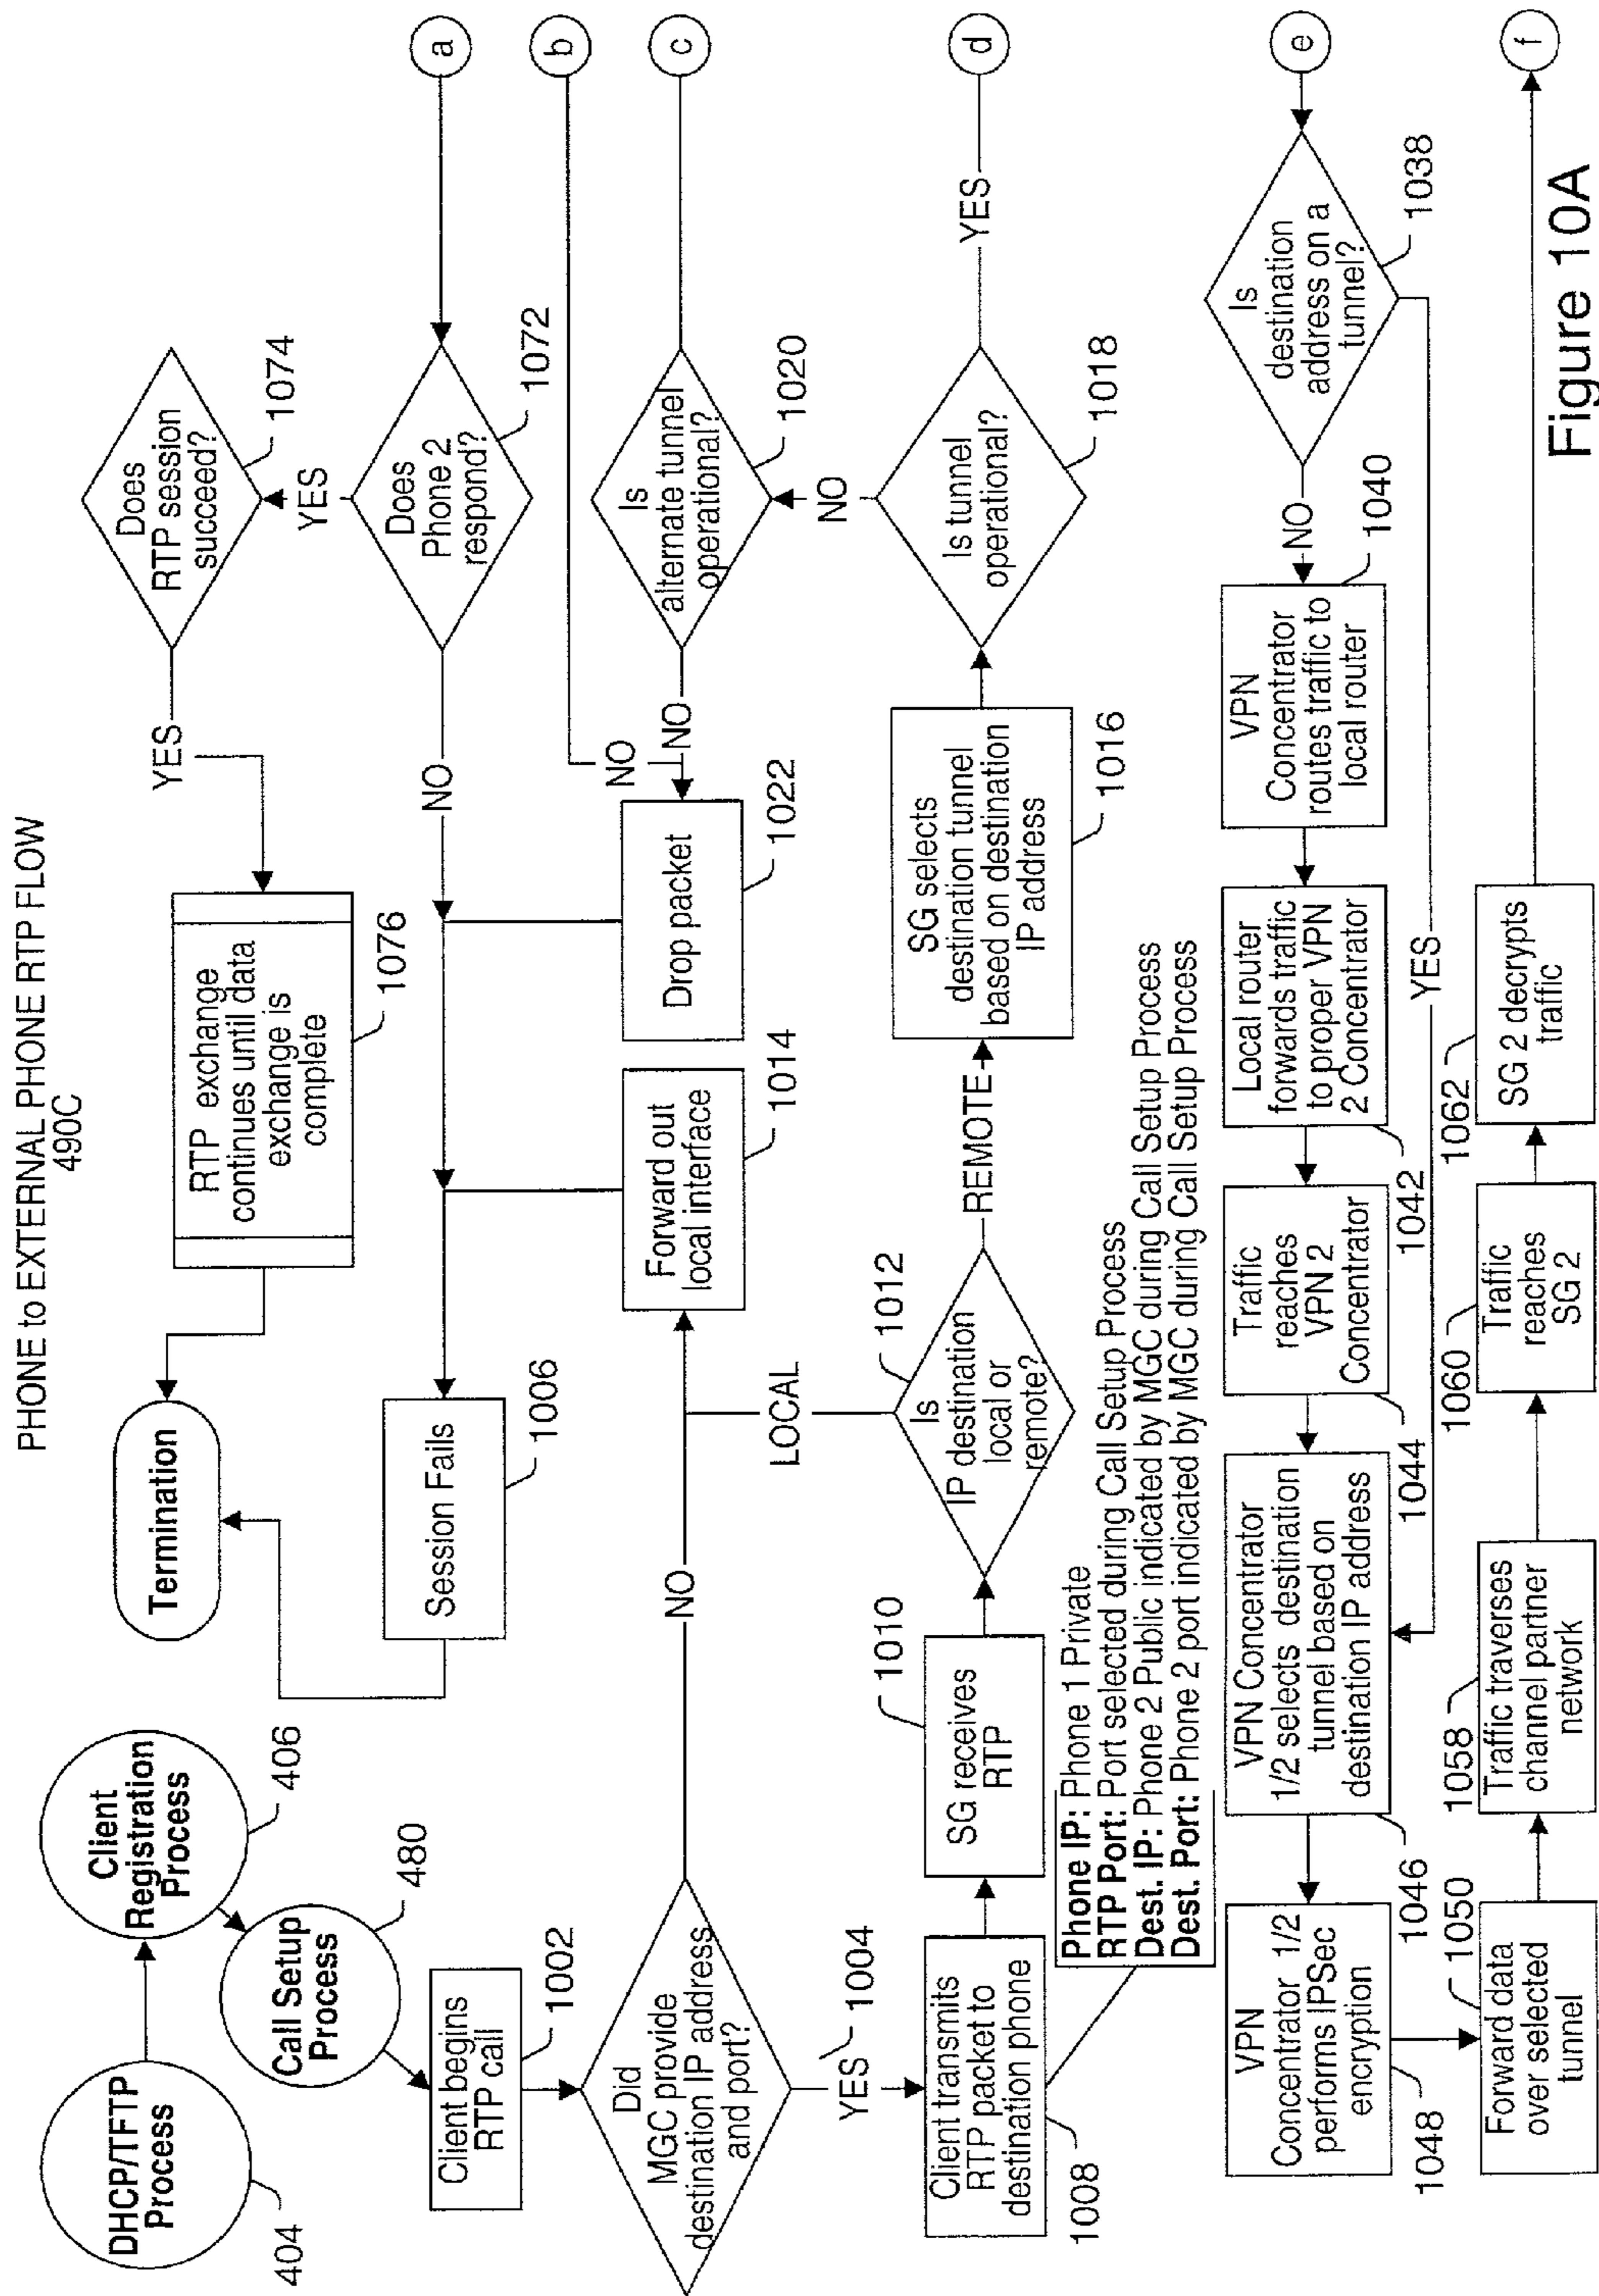 PHONE to EXTERNAL PHONE RTP FLOW
490C
DHCP/TFTP
Process
404
Client
Registration
Process
406
Call Setup
Process
480
Termination
RTP exchange
continues until data
exchange is
complete
1076
YES
Does
RTP session
succeed?
1074
YES
Client begins
RTP call
1002
Session Fails
1006
NO
Does
Phone 2
respond?
1072
a
b
Did
MGC provide
destination IP address
and port?
YES
1004
NO
Forward out
local interface
1014
Drop packet
1022
NO
NO
Is
alternate tunnel
operational?
1020
c
LOCAL
NO
Client transmits
RTP packet to
destination phone
1008
SG receives
RTP
1010
Is
IP destination
local or
remote?
1012
REMOTE
SG selects
destination tunnel
based on destination
IP address
1016
Is tunnel
operational?
1018
YES
d
Phone IP: Phone 1 Private
RTP Port: Port selected during Call Setup Process
Dest. IP: Phone 2 Public indicated by MGC during Call Setup Process
Dest. Port: Phone 2 port indicated by MGC during Call Setup Process
VPN
Concentrator 1/2
performs IPSec
encryption
1048
VPN Concentrator
1/2 selects destination
tunnel based on
destination IP address
1046
Traffic
reaches
VPN 2
Concentrator
1044
Local router
forwards traffic
to proper VPN
2 Concentrator
1042
VPN
Concentrator
routes traffic to
local router
1040
NO
Is
destination
address on a
tunnel?
1038
e
YES
Forward data
over selected
tunnel
1050
Traffic traverses
channel partner
network
1058
Traffic
reaches
SG 2
1060
SG 2 decrypts
traffic
1062
f
Figure 10A